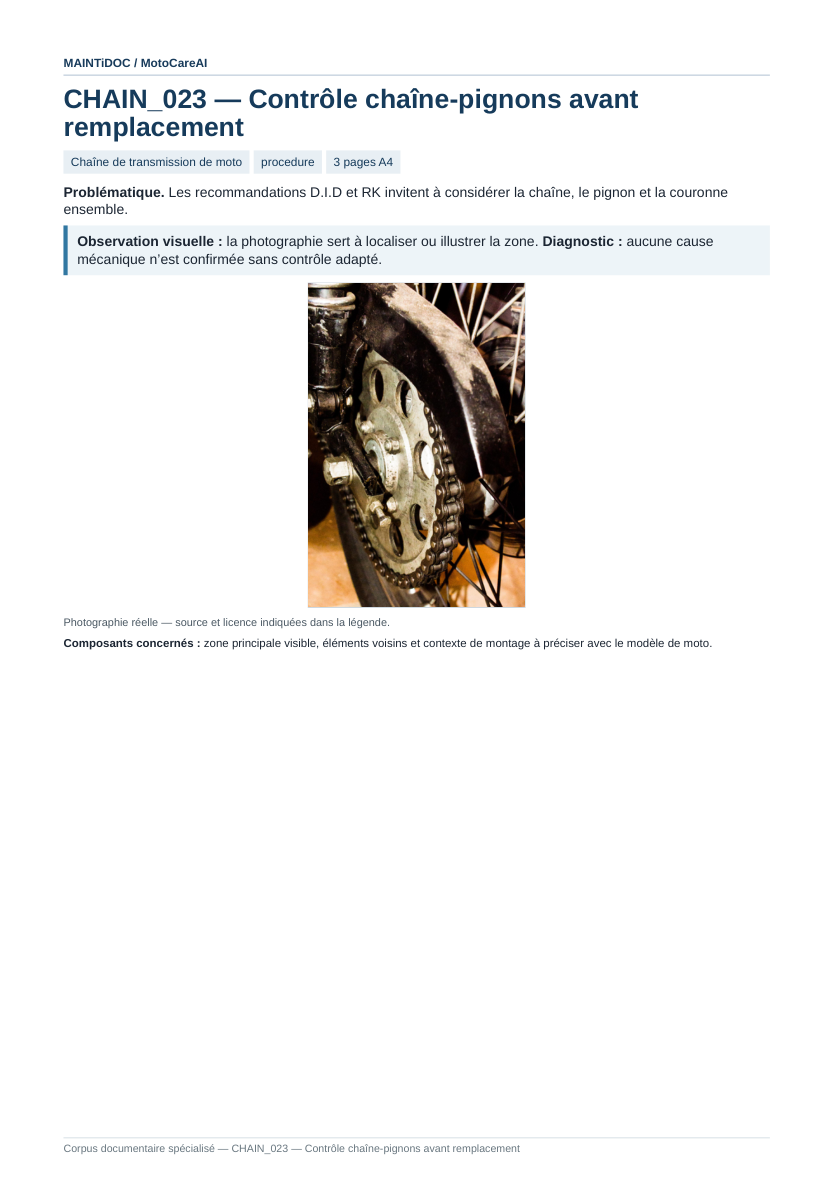 MAINTiDOC / MotoCareAI
CHAIN_023 — Contrôle chaîne-pignons avant
remplacement
Chaîne de transmission de moto procedure 3 pages A4
Problématique. Les recommandations D.I.D et RK invitent à considérer la chaîne, le pignon et la couronne
ensemble.
Observation visuelle : la photographie sert à localiser ou illustrer la zone. Diagnostic : aucune cause
mécanique n’est confirmée sans contrôle adapté.
Photographie réelle — source et licence indiquées dans la légende.
Composants concernés : zone principale visible, éléments voisins et contexte de montage à préciser avec le modèle de moto.
Corpus documentaire spécialisé — CHAIN_023 — Contrôle chaîne-pignons avant remplacement